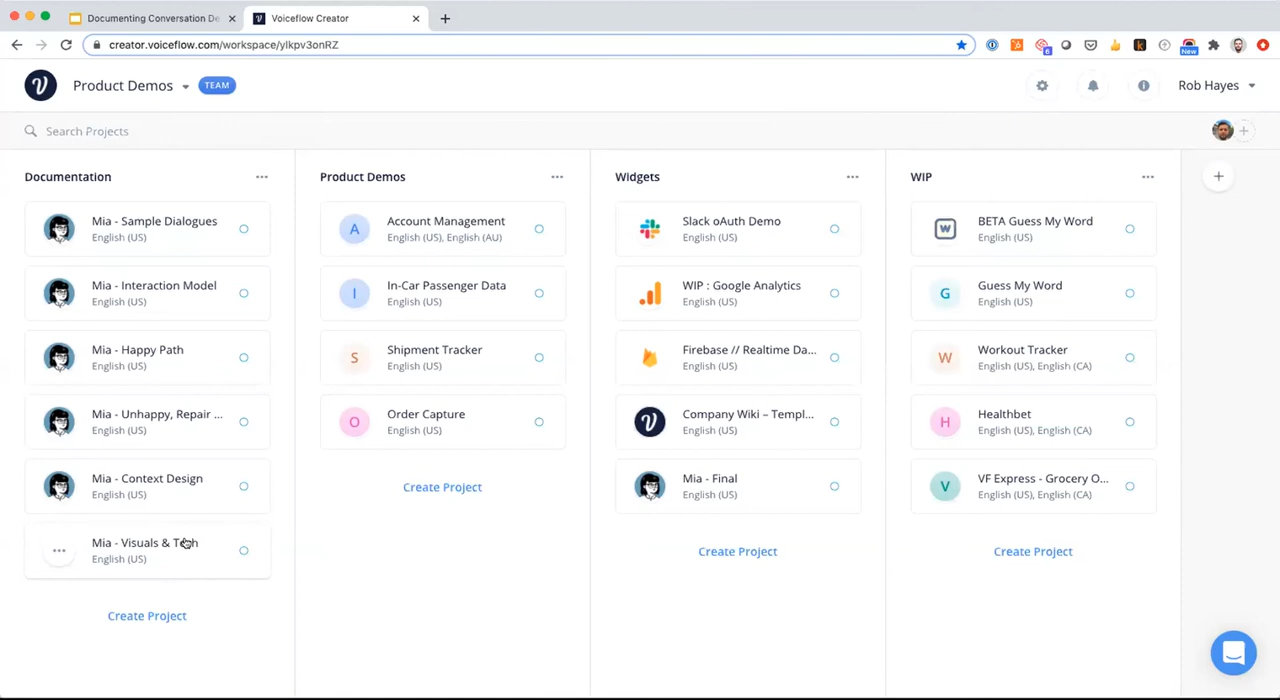 Documenting Conversation De
Voiceflow Creator
creator.voiceflow.com/workspace/ylkpv3onRZ
6
k
New
Product Demos
TEAM
Rob Hayes
Search Projects
Documentation
Mia - Sample Dialogues
English (US)
Mia - Interaction Model
English (US)
Mia - Happy Path
English (US)
Mia - Unhappy, Repair ...
English (US)
Mia - Context Design
English (US)
Mia - Visuals & Tech
English (US)
Create Project
Product Demos
A
Account Management
English (US), English (AU)
I
In-Car Passenger Data
English (US)
S
Shipment Tracker
English (US)
O
Order Capture
English (US)
Create Project
Widgets
Slack oAuth Demo
English (US)
WIP : Google Analytics
English (US)
Firebase // Realtime Da...
English (US)
Company Wiki – Templ...
English (US)
Mia - Final
English (US)
Create Project
WIP
W
BETA Guess My Word
English (US)
G
Guess My Word
English (US)
W
Workout Tracker
English (US), English (CA)
H
Healthbet
English (US), English (CA)
V
VF Express - Grocery O...
English (US), English (CA)
Create Project